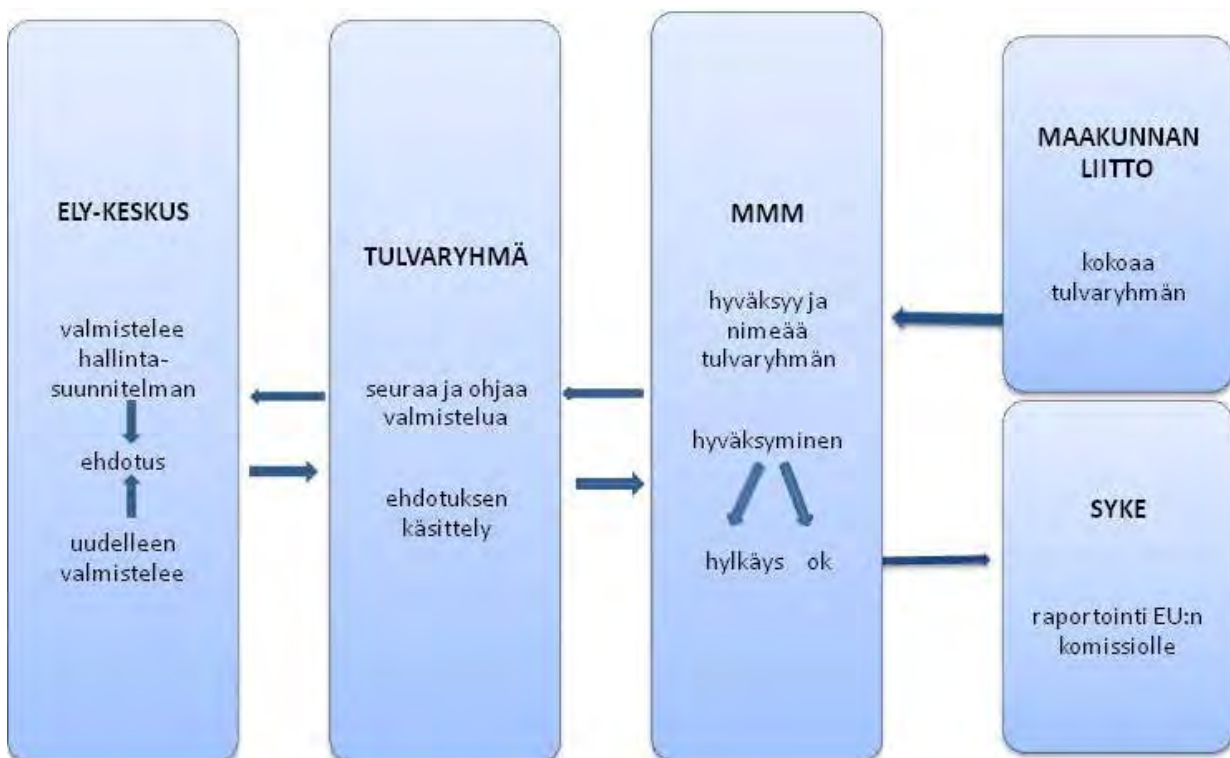 ELY-KESKUS
valmistelee
hallinta-
suunnitelman
ehdotus
uudelleen
valmistelee
TULVARYHMÄ
seuraa ja ohjaa
valmistelua
ehdotuksen
käsittely
MMM
hyväksyy ja
nimeää
tulvaryhmän
hyväksyminen
hylkäys ok
MAAKUNNAN
LIITTO
kokoaa
tulvaryhmän
SYKE
raportointi EU:n
komissiolle